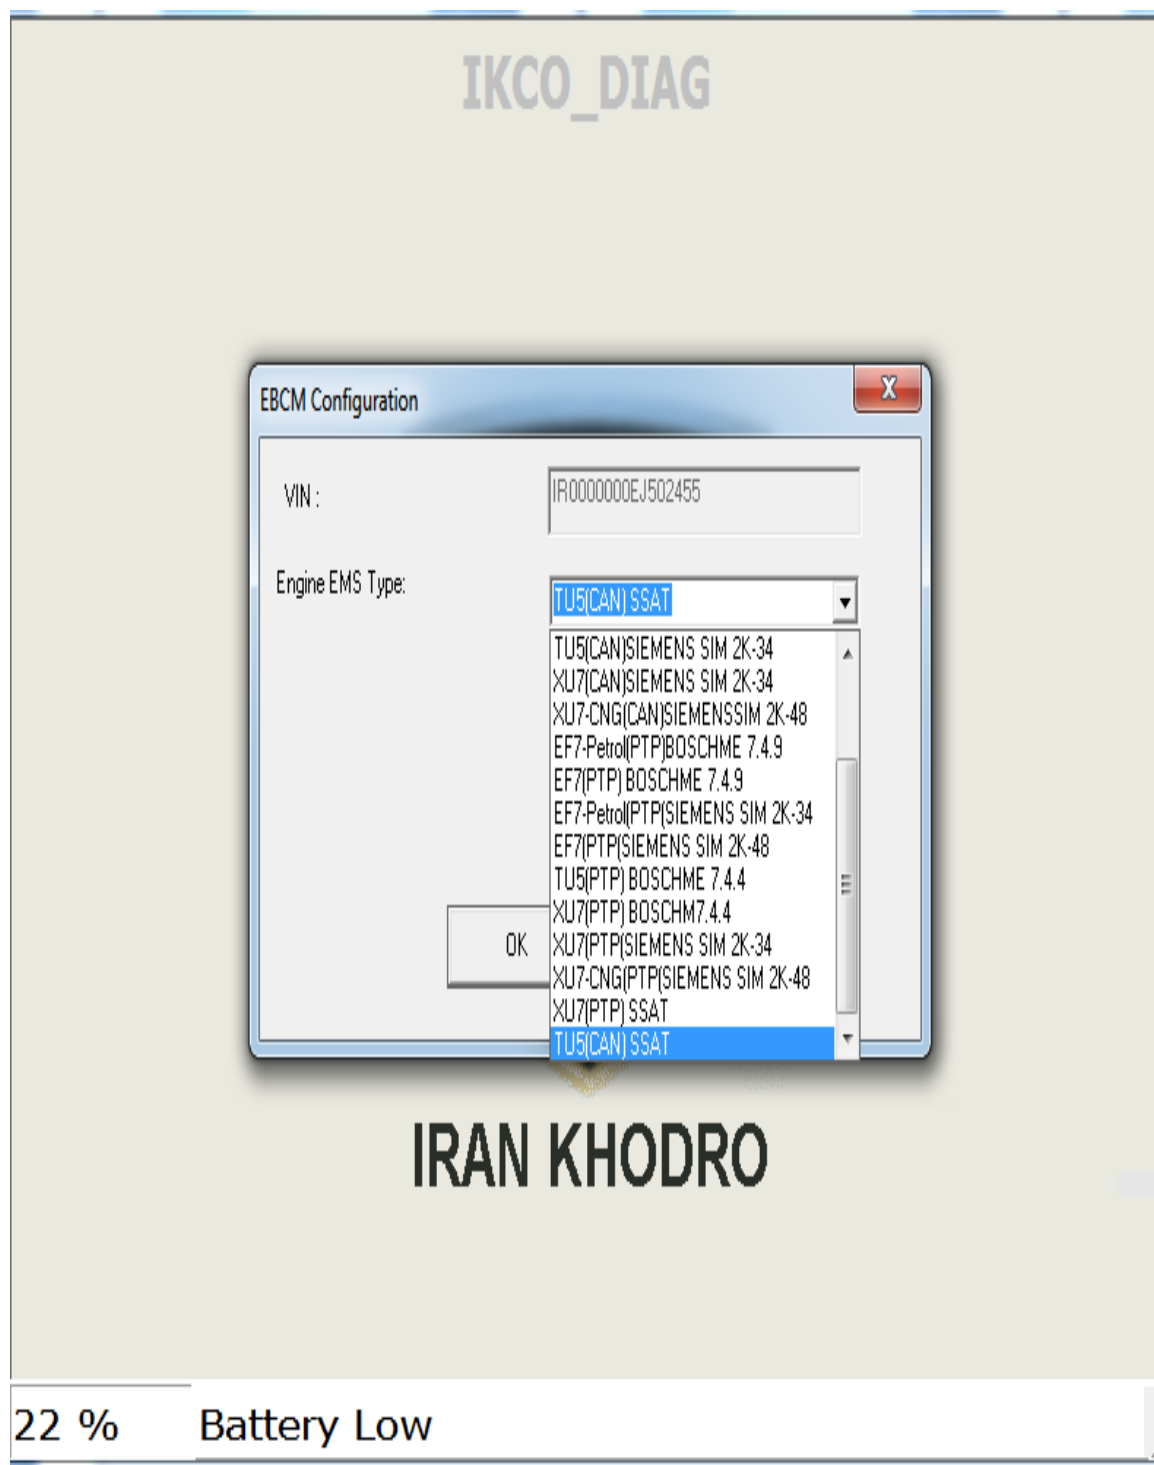 IKCO_DIAG
EBCM Configuration
VIN :
IR0000000EJ502455
Engine EMS Type:
TU5(CAN) SSAT
TU5(CAN)SIEMENS SIM 2K-34
XU7(CAN)SIEMENS SIM 2K-34
XU7-CNG(CAN)SIEMENSSIM 2K-48
EF7-Petrol(PTP)BOSCHME 7.4.9
EF7(PTP) BOSCHME 7.4.9
EF7-Petrol(PTP(SIEMENS SIM 2K-34
EF7(PTP(SIEMENS SIM 2K-48
TU5(PTP) BOSCHME 7.4.4
XU7(PTP) BOSCHM7.4.4
XU7(PTP(SIEMENS SIM 2K-34
XU7-CNG(PTP(SIEMENS SIM 2K-48
XU7(PTP) SSAT
TU5(CAN) SSAT
OK
IRAN KHODRO
22 % Battery Low